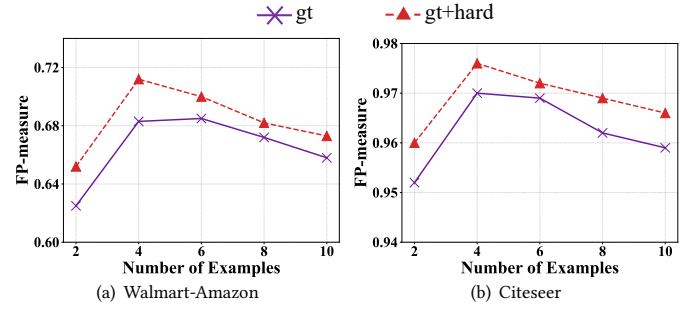 gt
gt+hard
FP-measure
0.72
0.68
0.64
0.60
2
4
6
8
10
Number of Examples
(a) Walmart-Amazon
FP-measure
0.98
0.97
0.96
0.95
0.94
2
4
6
8
10
Number of Examples
(b) Citeseer